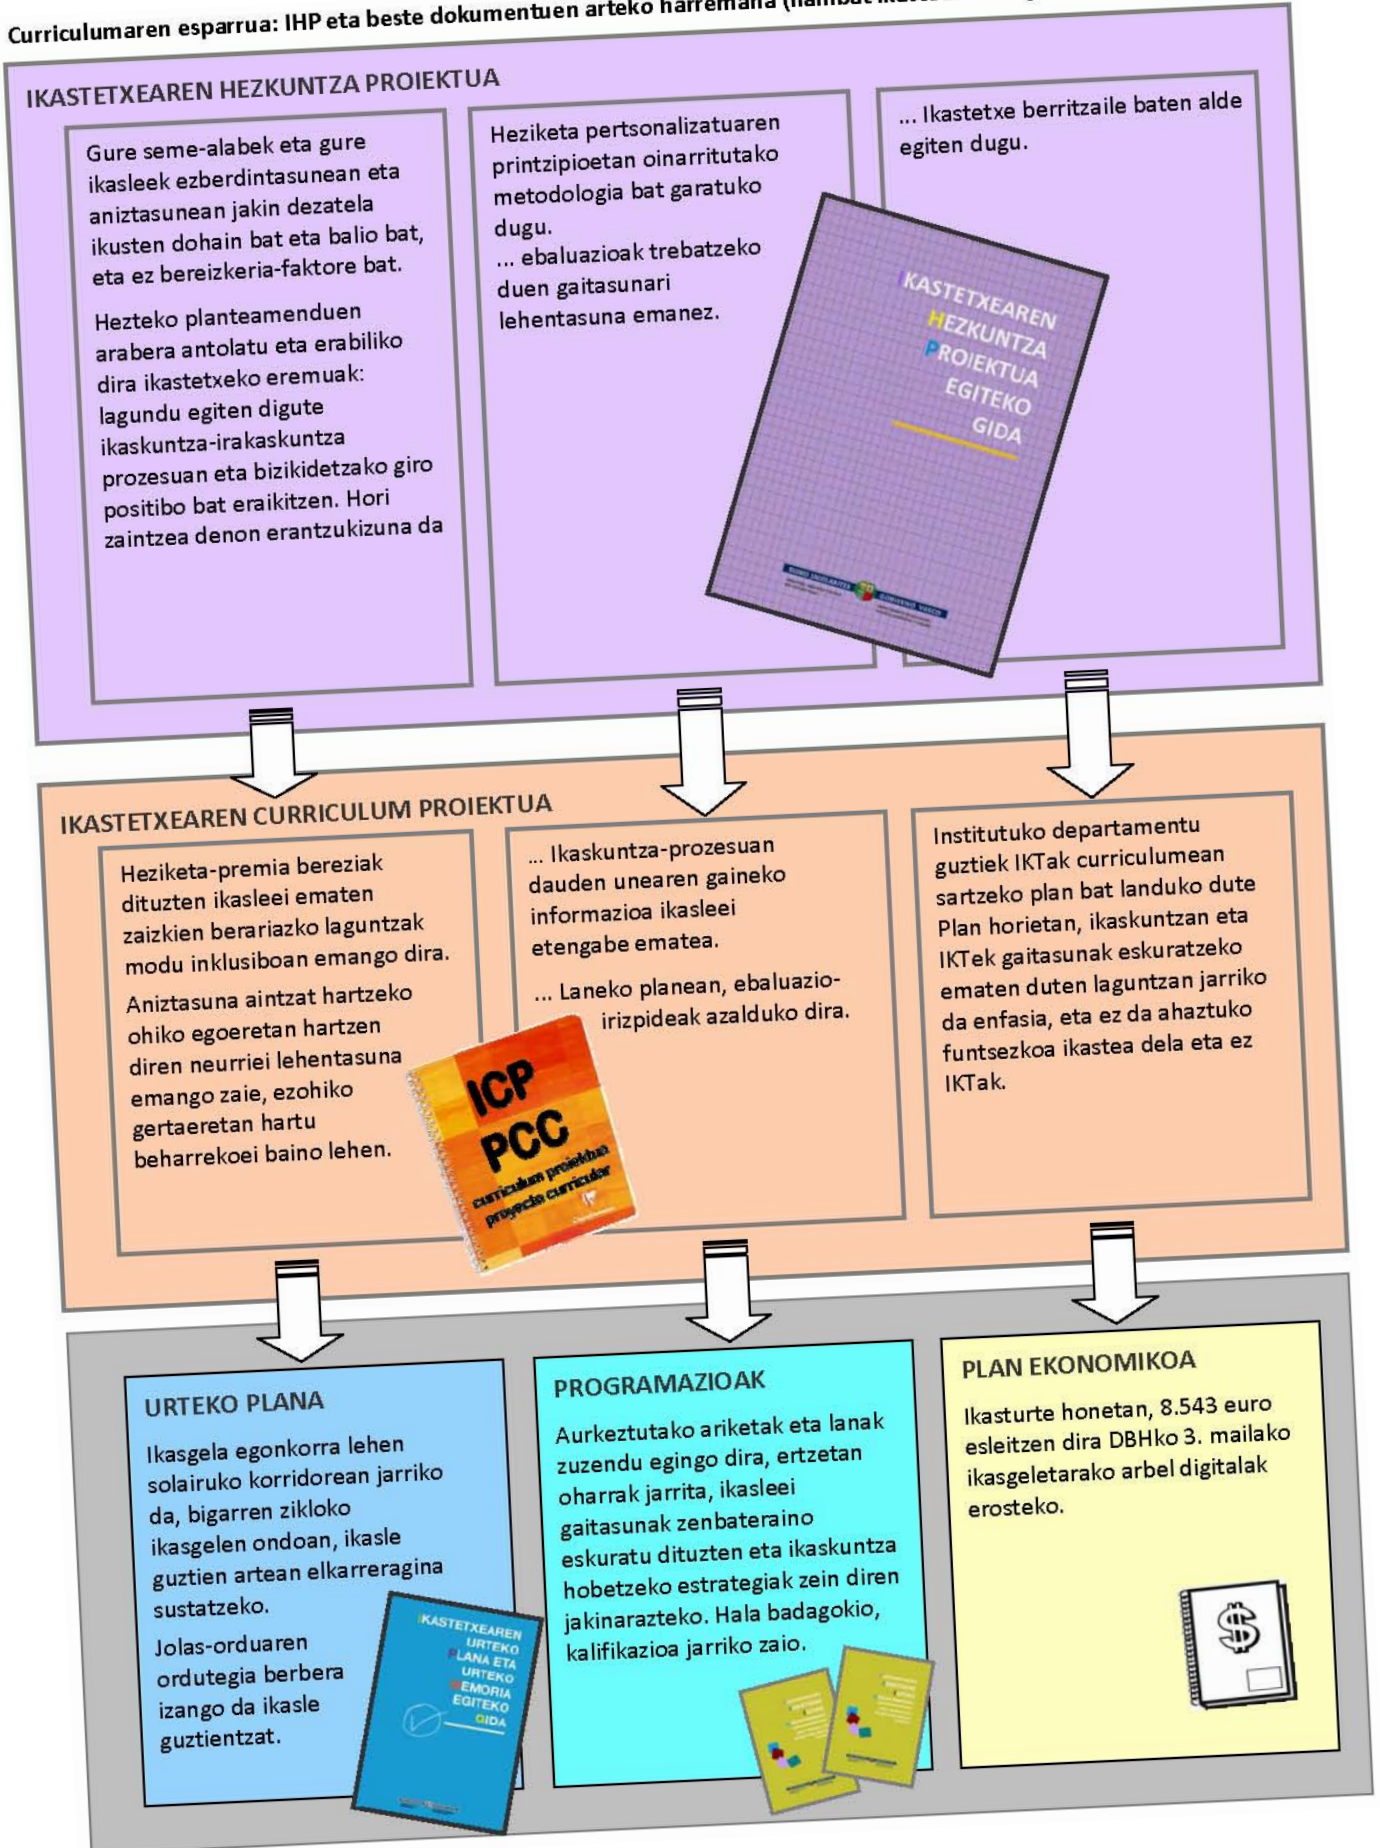 Curriculumaren esparrua: IHP eta beste dokumentuen arteko harremana
IKASTETXEAREN HEZKUNTZA PROIEKTUA
Gure seme-alabek eta gure
ikasleek ezberdintasunean eta
aniztasunean jakin dezatela
ikusten dohain bat eta balio bat,
eta ez bereizkeria-faktore bat.
Hezteko planteamenduen
arabera antolatu eta erabiliko
dira ikastetxeko eremuak:
lagundu egiten digute
ikaskuntza-irakaskuntza
prozesuan eta bizikidetzako giro
positibo bat eraikitzen. Hori
zaintzea denon erantzukizuna da
Heziketa pertsonalizatuaren
printzipioetan oinarritutako
metodologia bat garatuko
dugu.
... ebaluazioak trebatzeko
duen gaitasunari
lehentasuna emanez.
... Ikastetxe berritzaile baten alde
egiten dugu.
IKASTETXEAREN
HEZKUNTZA
PROIEKTUA
EGITEKO
GIDA
EUSKO JAURLARITZA
GOBIERNO VASCO
IKASTETXEAREN CURRICULUM PROIEKTUA
Heziketa-premia bereziak
dituzten ikasleei ematen
zaizkien berariazko laguntzak
modu inklusiboan emango dira.
Aniztasuna aintzat hartzeko
ohiko egoeretan hartzen
diren neurriei lehentasuna
emango zaie, ezohiko
gertaeretan hartu
beharrekoei baino lehen.
... Ikaskuntza-prozesuan
dauden unearen gaineko
informazioa ikasleei
etengabe ematea.
... Laneko planean, ebaluazio-
irizpideak azalduko dira.
ICP
PCC
curriculum proiektua
proyecto curricular
Institutuko departamentu
guztiek IKTak curriculumean
sartzeko plan bat landuko dute
Plan horietan, ikaskuntzan eta
IKTek gaitasunak eskuratzeko
ematen duten laguntzan jarriko
da enfasia, eta ez da ahaztuko
funtsezkoa ikastea dela eta ez
IKTak.
URTEKO PLANA
Ikasgela egonkorra lehen
solairuko korridorean jarriko
da, bigarren zikloko
ikasgelen ondoan, ikasle
guztien artean elkarreragina
sustatzeko.
Jolas-orduaren
ordutegia berbera
izango da ikasle
guztientzat.
IKASTETXEAREN
URTEKO
PLANA ETA
URTEKO
MEMORIA
EGITEKO
GIDA
PROGRAMAZIOAK
Aurkeztutako ariketak eta lanak
zuzendu egingo dira, ertzetan
oharrak jarrita, ikasleei
gaitasunak zenbateraino
eskuratu dituzten eta ikaskuntza
hobetzeko estrategiak zein diren
jakinarazteko. Hala badagokio,
kalifikazioa jarriko zaio.
PLAN EKONOMIKOA
Ikasturte honetan, 8.543 euro
esleitzen dira DBHko 3. mailako
ikasgeletarako arbel digitalak
erosteko.
$